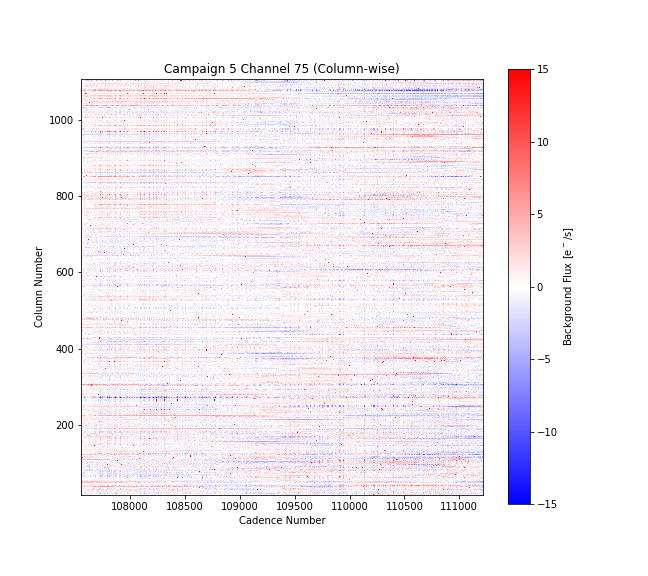 Campaign 5 Channel 75 (Column-wise)
1000
800
600
400
200
Column Number
108000 108500 109000 109500 110000 110500 111000
Cadence Number
15
10
5
0
−5
−10
−15
Background Flux [e⁻/s]